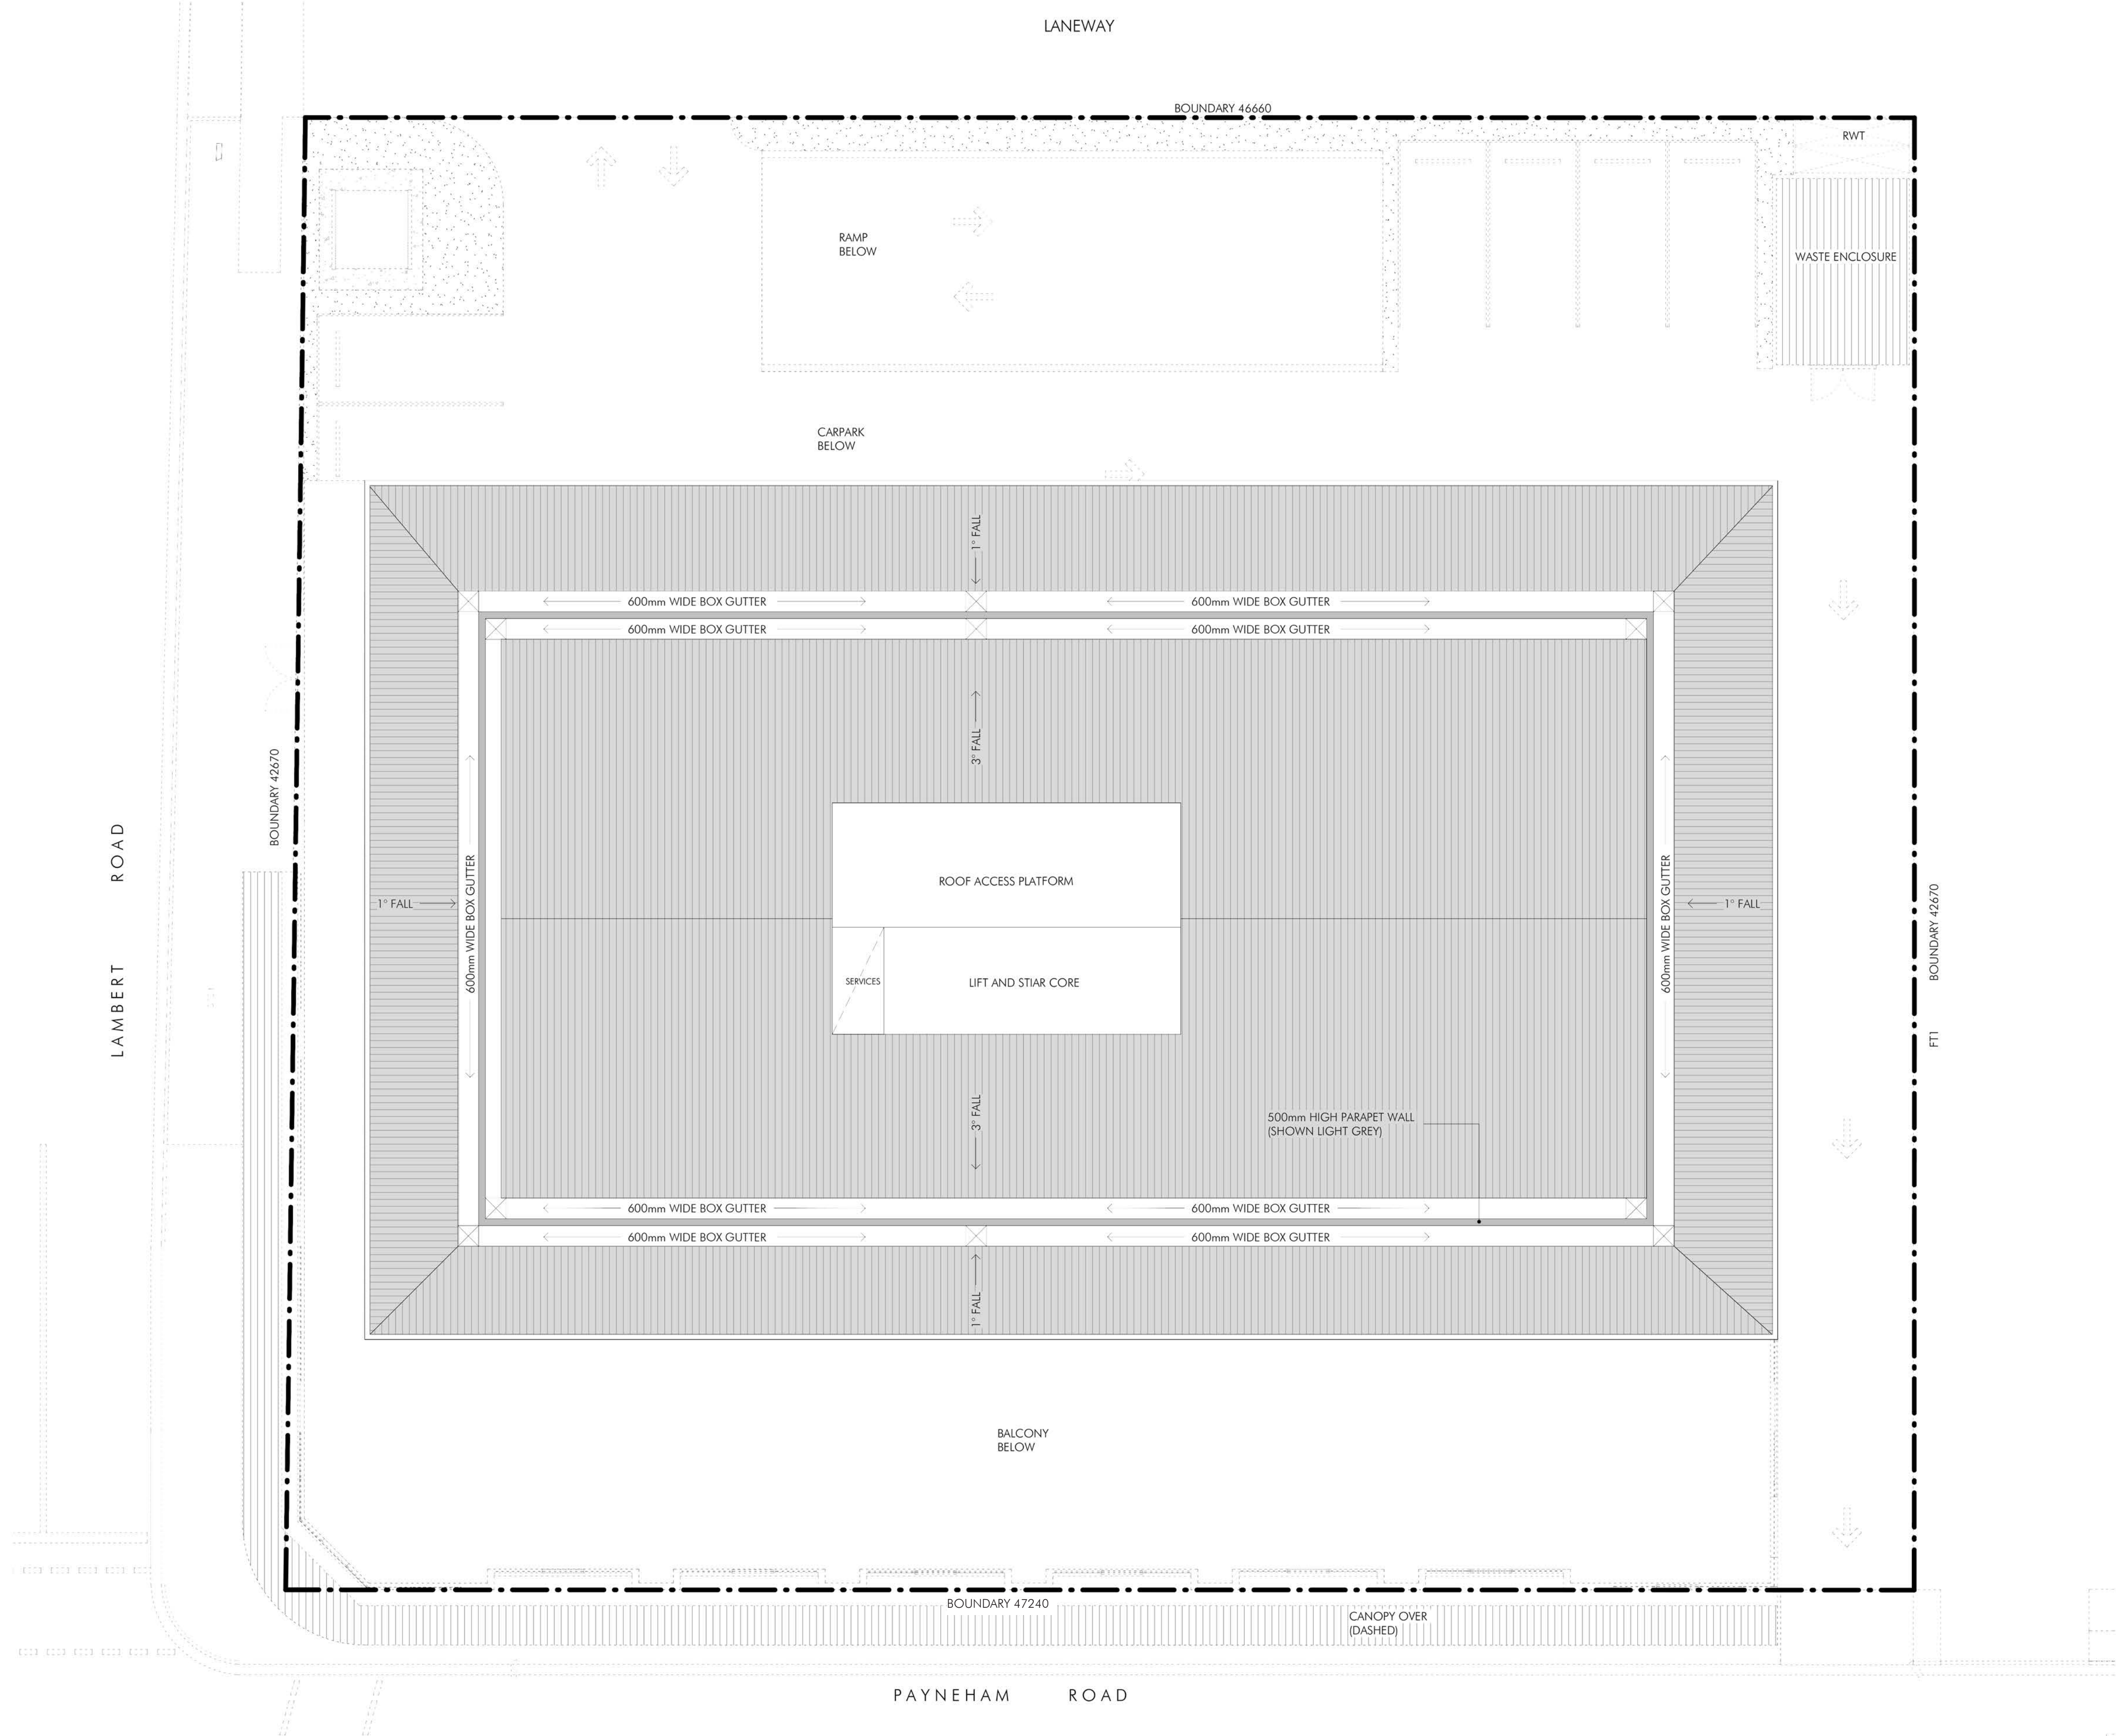 LANEWAY
BOUNDARY 46660
RWT
RAMP
BELOW
WASTE ENCLOSURE
CARPARK
BELOW
1° FALL
600mm WIDE BOX GUTTER
600mm WIDE BOX GUTTER
600mm WIDE BOX GUTTER
600mm WIDE BOX GUTTER
3° FALL
BOUNDARY 42670
LAMBERT ROAD
ROOF ACCESS PLATFORM
1° FALL
600mm WIDE BOX GUTTER
600mm WIDE BOX GUTTER
1° FALL
BOUNDARY 42670
FT1
SERVICES
LIFT AND STIAR CORE
3° FALL
500mm HIGH PARAPET WALL
(SHOWN LIGHT GREY)
600mm WIDE BOX GUTTER
600mm WIDE BOX GUTTER
600mm WIDE BOX GUTTER
600mm WIDE BOX GUTTER
1° FALL
BALCONY
BELOW
BOUNDARY 47240
CANOPY OVER
(DASHED)
PAYNEHAM ROAD